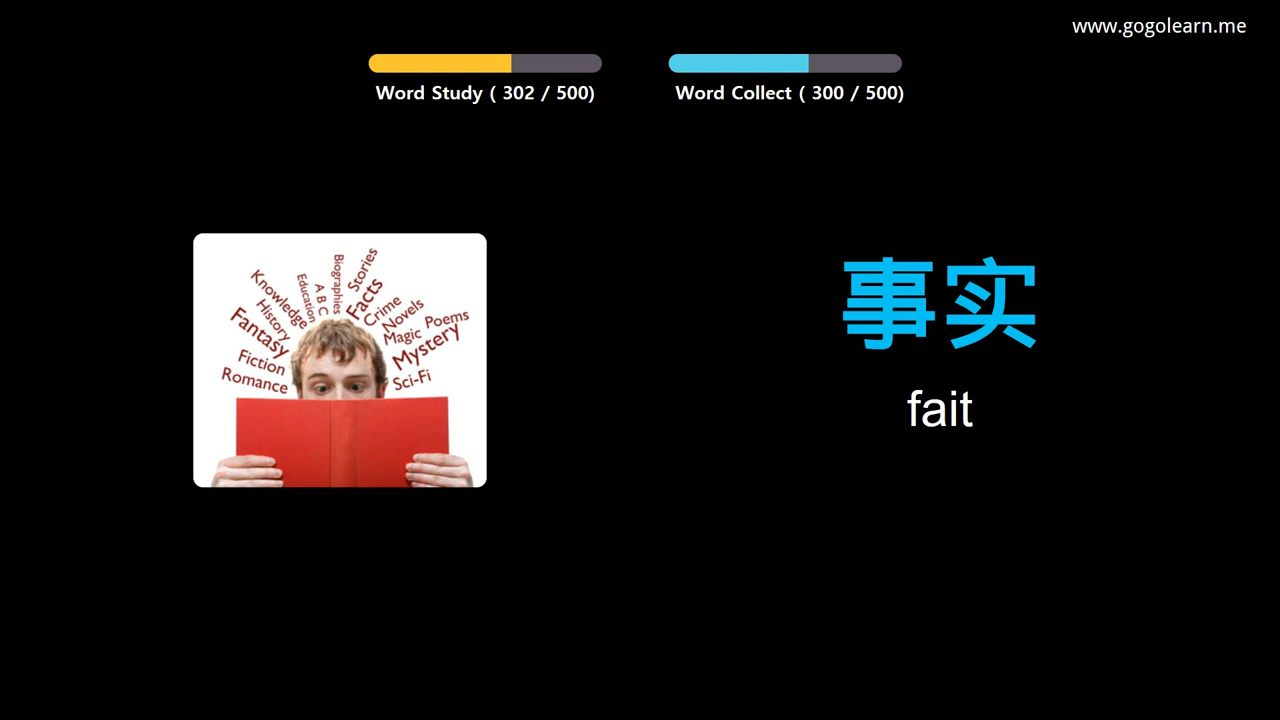 www.gogolearn.me
Word Study ( 302 / 500)
Word Collect ( 300 / 500)
Knowledge
History
Fantasy
Fiction
Romance
Education
A B C
Biographies
Stories
Facts
Crime
Novels
Magic
Poems
Mystery
Sci-Fi
事实
fait